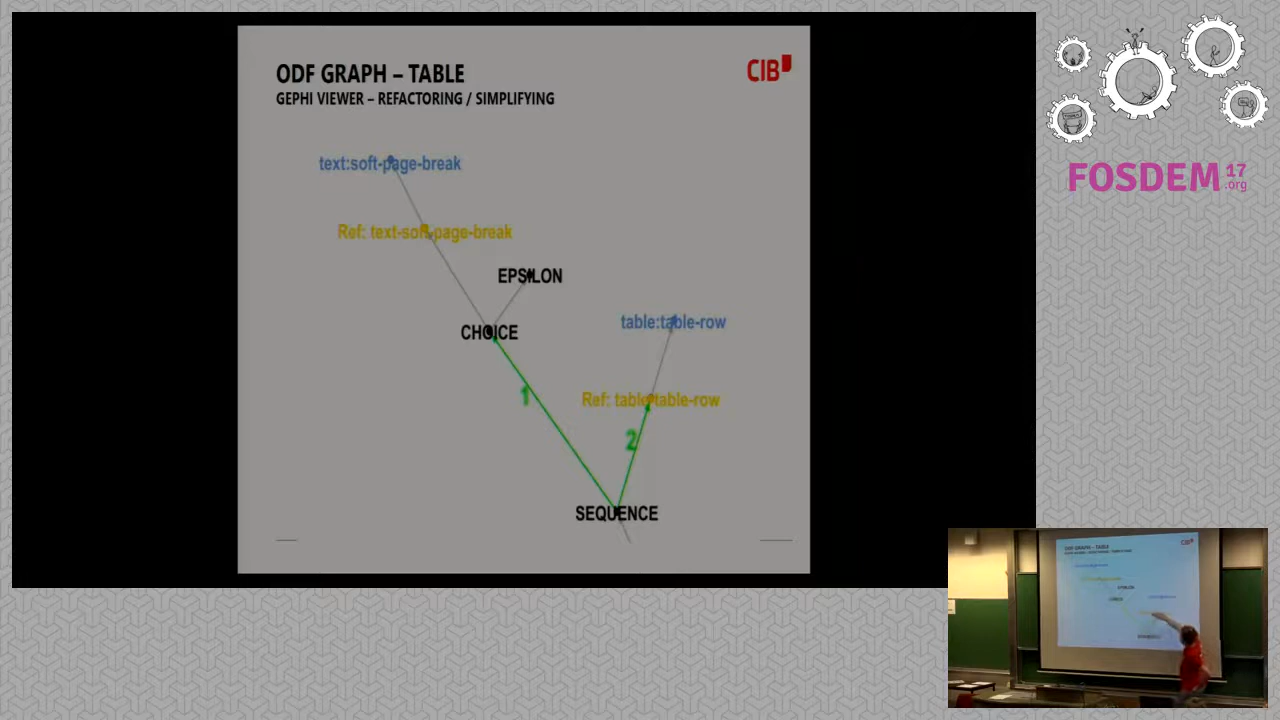 ODF GRAPH – TABLE
GEPHI VIEWER – REFACTORING / SIMPLIFYING
CIB
text:soft-page-break
Ref: text-soft-page-break
EPSILON
CHOICE
table:table-row
1
Ref: table-table-row
2
SEQUENCE
FOSDEM 17
.org